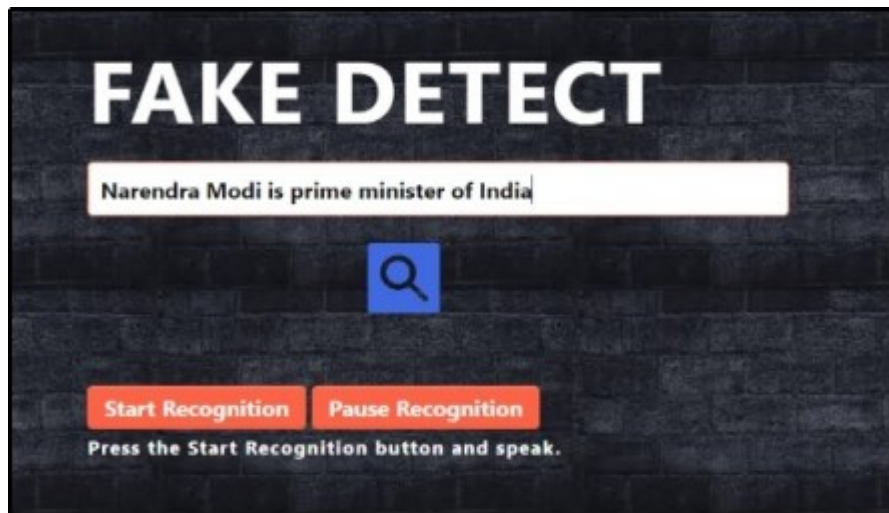 FAKE DETECT
Narendra Modi is prime minister of India
Start Recognition Pause Recognition
Press the Start Recognition button and speak.